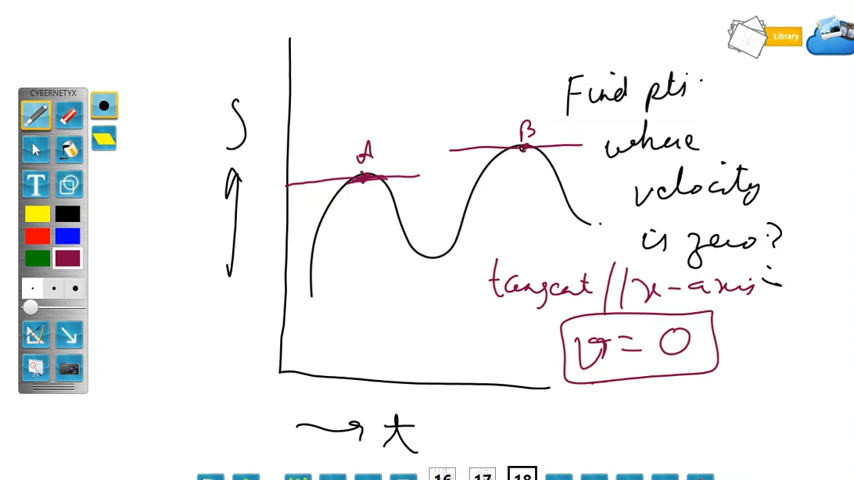 Library
CYBERNETYX
S
Find pts.
A
B
where
velocity
is zero?
tangent // x-axis
v = 0
T
t
16
17
18